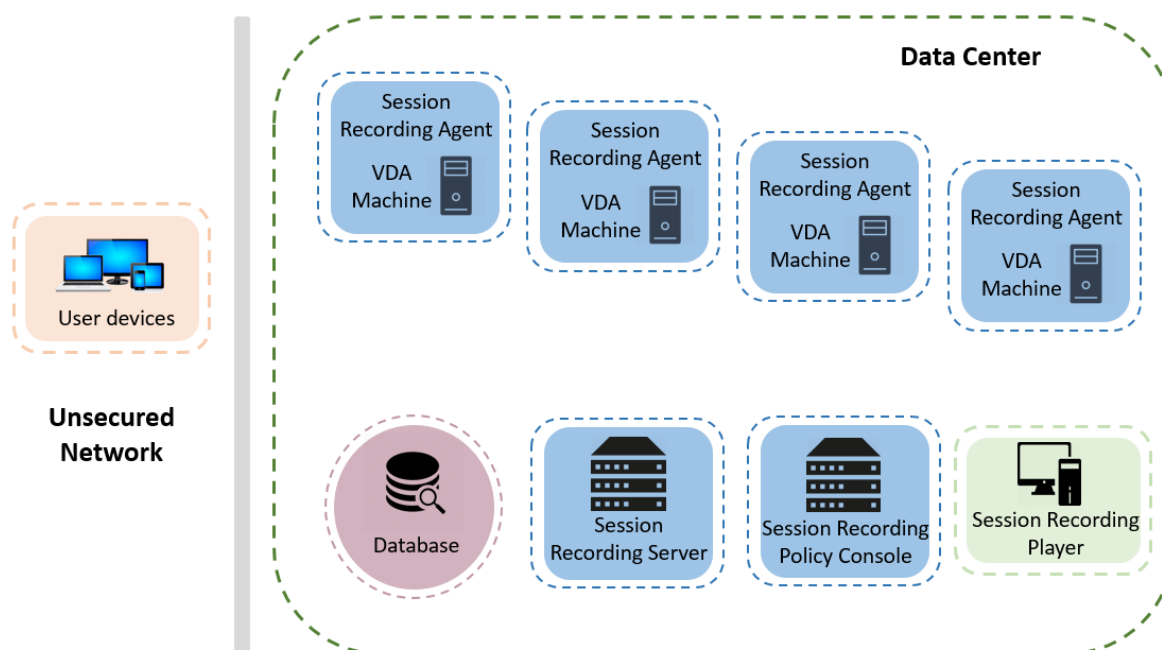 Data Center
Session
Recording Agent
VDA
Machine
Session
Recording Agent
VDA
Machine
Session
Recording Agent
VDA
Machine
Session
Recording Agent
VDA
Machine
User devices
Unsecured
Network
Database
Session
Recording Server
Session Recording
Policy Console
Session Recording
Player